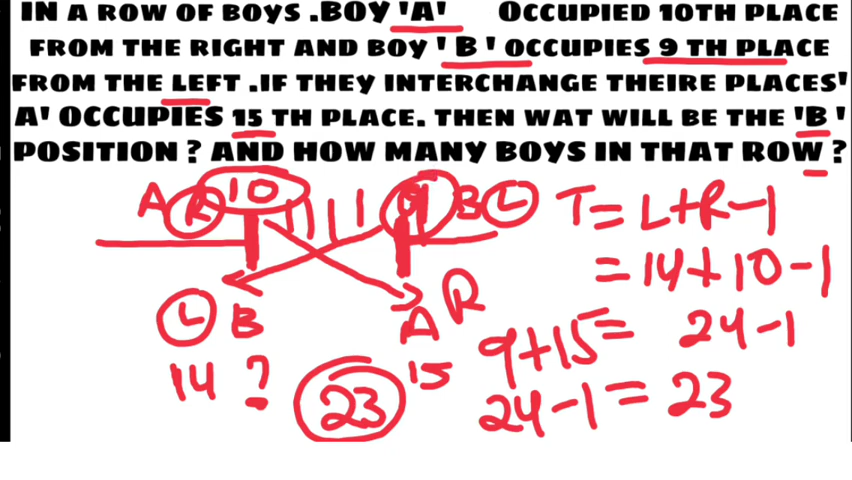 IN A ROW OF BOYS .BOY 'A' OCCUPIED 10TH PLACE
FROM THE RIGHT AND BOY ' B ' OCCUPIES 9 TH PLACE
FROM THE LEFT .IF THEY INTERCHANGE THEIRE PLACES'
A' OCCUPIES 15 TH PLACE. THEN WAT WILL BE THE 'B '
POSITION ? AND HOW MANY BOYS IN THAT ROW ?
A R 10 9 B L T = L+R-1
= 14+10-1
L B A R 9+15= 24-1
14 ? 23 15 24-1= 23